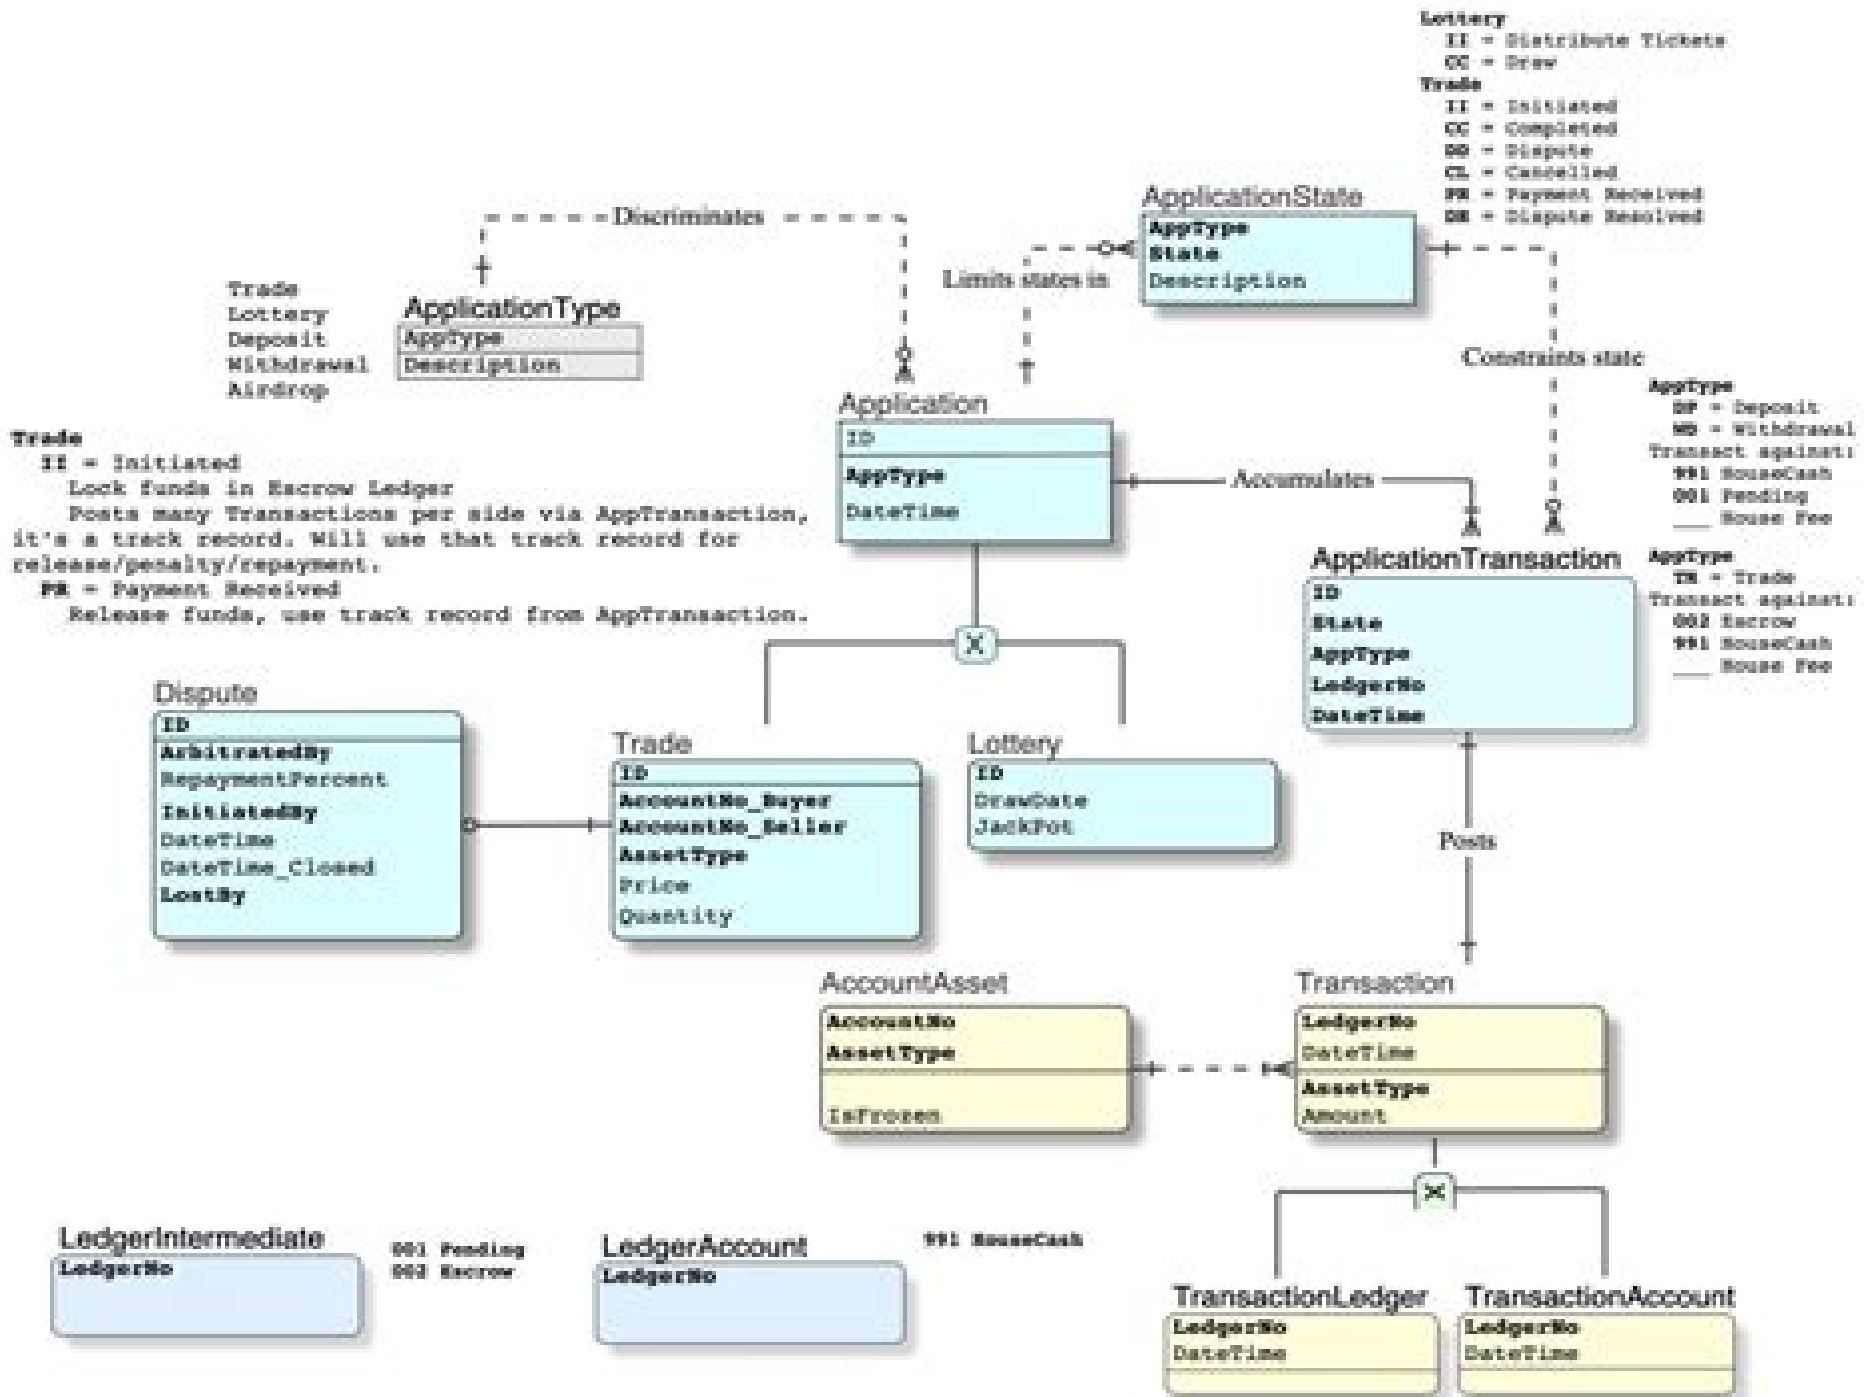 Lottery
II = Distribute Tickets
CC = Draw
Trade
II = Initiated
CC = Completed
DD = Dispute
CL = Cancelled
PR = Payment Received
DR = Dispute Resolved
ApplicationState
AppType
State
Description
Discriminates
Limits states in
Constraints state
Trade
Lottery
Deposit
Withdrawal
Airdrop
ApplicationType
AppType
Description
Application
ID
AppType
DateTime
Accumulates
AppType
DP = Deposit
WD = Withdrawal
Transact against:
991 HouseCash
001 Pending
___ House Fee
AppType
TR = Trade
Transact against:
002 Escrow
991 HouseCash
___ House Fee
Trade
II = Initiated
Lock funds in Escrow Ledger
Posts many Transactions per side via AppTransaction,
it's a track record. Will use that track record for
release/penalty/repayment.
PR = Payment Received
Release funds, use track record from AppTransaction.
ApplicationTransaction
ID
State
AppType
LedgerNo
DateTime
X
Dispute
ID
ArbitratedBy
RepaymentPercent
InitiatedBy
DateTime
DateTime_Closed
LostBy
Trade
ID
AccountNo_Buyer
AccountNo_Seller
AssetType
Price
Quantity
Lottery
ID
DrawDate
JackPot
Posts
AccountAsset
AccountNo
AssetType
IsFrozen
Transaction
LedgerNo
DateTime
AssetType
Amount
X
LedgerIntermediate
LedgerNo
001 Pending
002 Escrow
LedgerAccount
LedgerNo
991 HouseCash
TransactionLedger
LedgerNo
DateTime
TransactionAccount
LedgerNo
DateTime